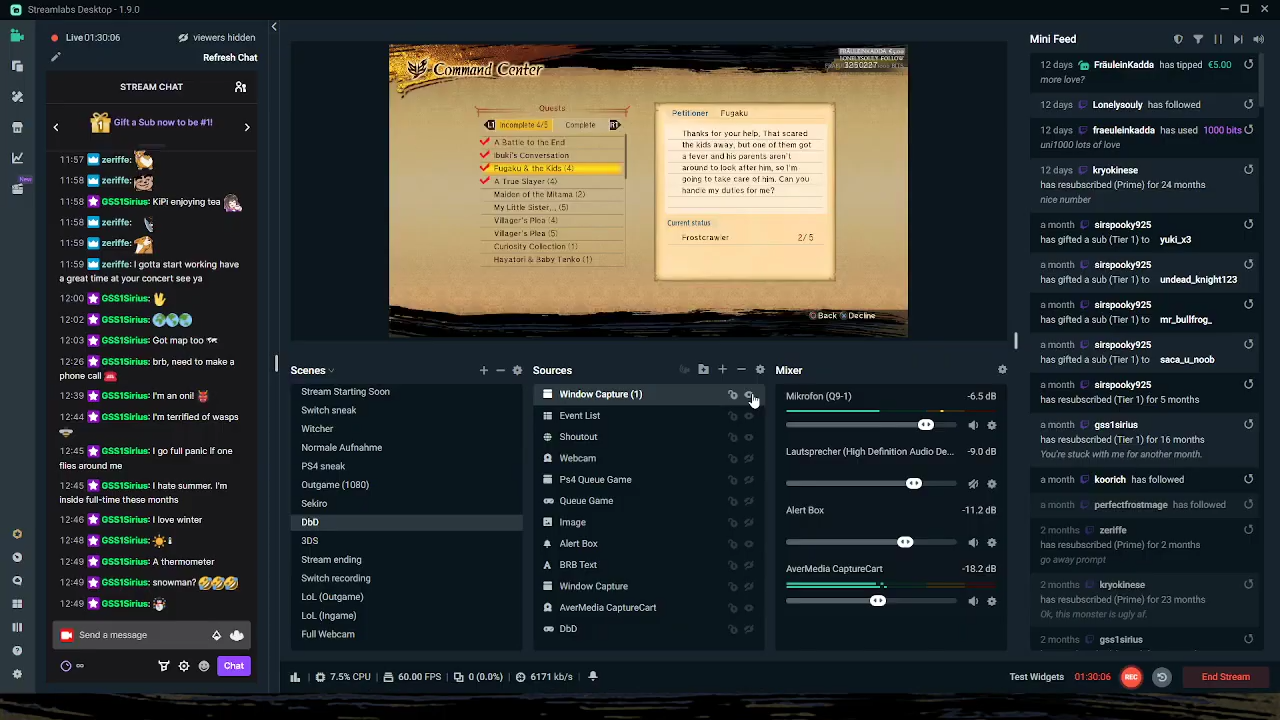 Streamlabs Desktop - 1.9.0
Live 01:30:06
viewers hidden
Refresh Chat
STREAM CHAT
Gift a Sub now to be #1!
New
11:57 zeriffe:
11:58 zeriffe:
11:58 GSS1Sirius: KiPi enjoying tea
11:58 zeriffe:
11:59 zeriffe:
11:59 zeriffe: I gotta start working have
a great time at your concert see ya
12:00 GSS1Sirius:
12:00 GSS1Sirius:
12:03 GSS1Sirius: Got map too
12:26 GSS1Sirius: brb, need to make a
phone call
12:39 GSS1Sirius: I'm an oni
12:44 GSS1Sirius: I'm terrified of wasps
12:45 GSS1Sirius: I go full panic if one
flies around me
12:45 GSS1Sirius: I hate summer. I'm
inside full-time these months
12:46 GSS1Sirius: I love winter
12:48 GSS1Sirius:
12:49 GSS1Sirius: A thermometer
12:49 GSS1Sirius: snowman?
12:49 GSS1Sirius:
Send a message
Chat
Command Center
FRÄULEINKADDA
LONELYSOULY FOLLOW
1250227
Quests
L1 Incomplete 4/5 Complete R1
A Battle to the End
Ibuki's Conversation
Fugaku & the Kids (4)
A True Slayer (4)
Maiden of the Mitama (2)
My Little Sister... (5)
Villager's Plea (4)
Villager's Plea (5)
Curiosity Collection (1)
Hayatori & Baby Tenko (1)
Petitioner Fugaku
Thanks for your help, That scared
the kids away, but one of them got
a fever and his parents aren't
around to look after him, so I'm
going to take care of him. Can you
handle my duties for me?
Current status
Frostcrawler 2/5
Back Decline
Scenes
Stream Starting Soon
Switch sneak
Witcher
Normale Aufnahme
PS4 sneak
Outgame (1080)
Sekiro
DbD
3DS
Stream ending
Switch recording
LoL (Outgame)
LoL (Ingame)
Full Webcam
Sources
Window Capture (1)
Event List
Shoutout
Webcam
Ps4 Queue Game
Queue Game
Image
Alert Box
BRB Text
Window Capture
AverMedia CaptureCart
DbD
Mixer
Mikrofon (Q9-1) -6.5 dB
Lautsprecher (High Definition Audio De... -9.0 dB
Alert Box -11.2 dB
AverMedia CaptureCart -18.2 dB
Mini Feed
12 days FräuleinKadda has tipped €5.00
more love?
12 days Lonelysouly has followed
12 days fraeuleinkadda has used 1000 bits
uni1000 lots of love
12 days kryokinese
has resubscribed (Prime) for 24 months
nice number
a month sirspooky925
has gifted a sub (Tier 1) to yuki_x3
a month sirspooky925
has gifted a sub (Tier 1) to undead_knight123
a month sirspooky925
has gifted a sub (Tier 1) to mr_bullfrog_
a month sirspooky925
has gifted a sub (Tier 1) to saca_u_noob
a month sirspooky925
has resubscribed (Tier 1) for 5 months
a month gss1sirius
has resubscribed (Tier 1) for 16 months
You're stuck with me for another month.
a month koorich has followed
a month perfectfrostmage has followed
2 months zeriffe
has resubscribed (Prime) for 2 months
go away prompt
2 months kryokinese
has resubscribed (Prime) for 23 months
Ok, this monster is ugly af.
2 months gss1sirius
7.5% CPU
60.00 FPS
0 (0.0%)
6171 kb/s
Test Widgets
01:30:06
REC
End Stream